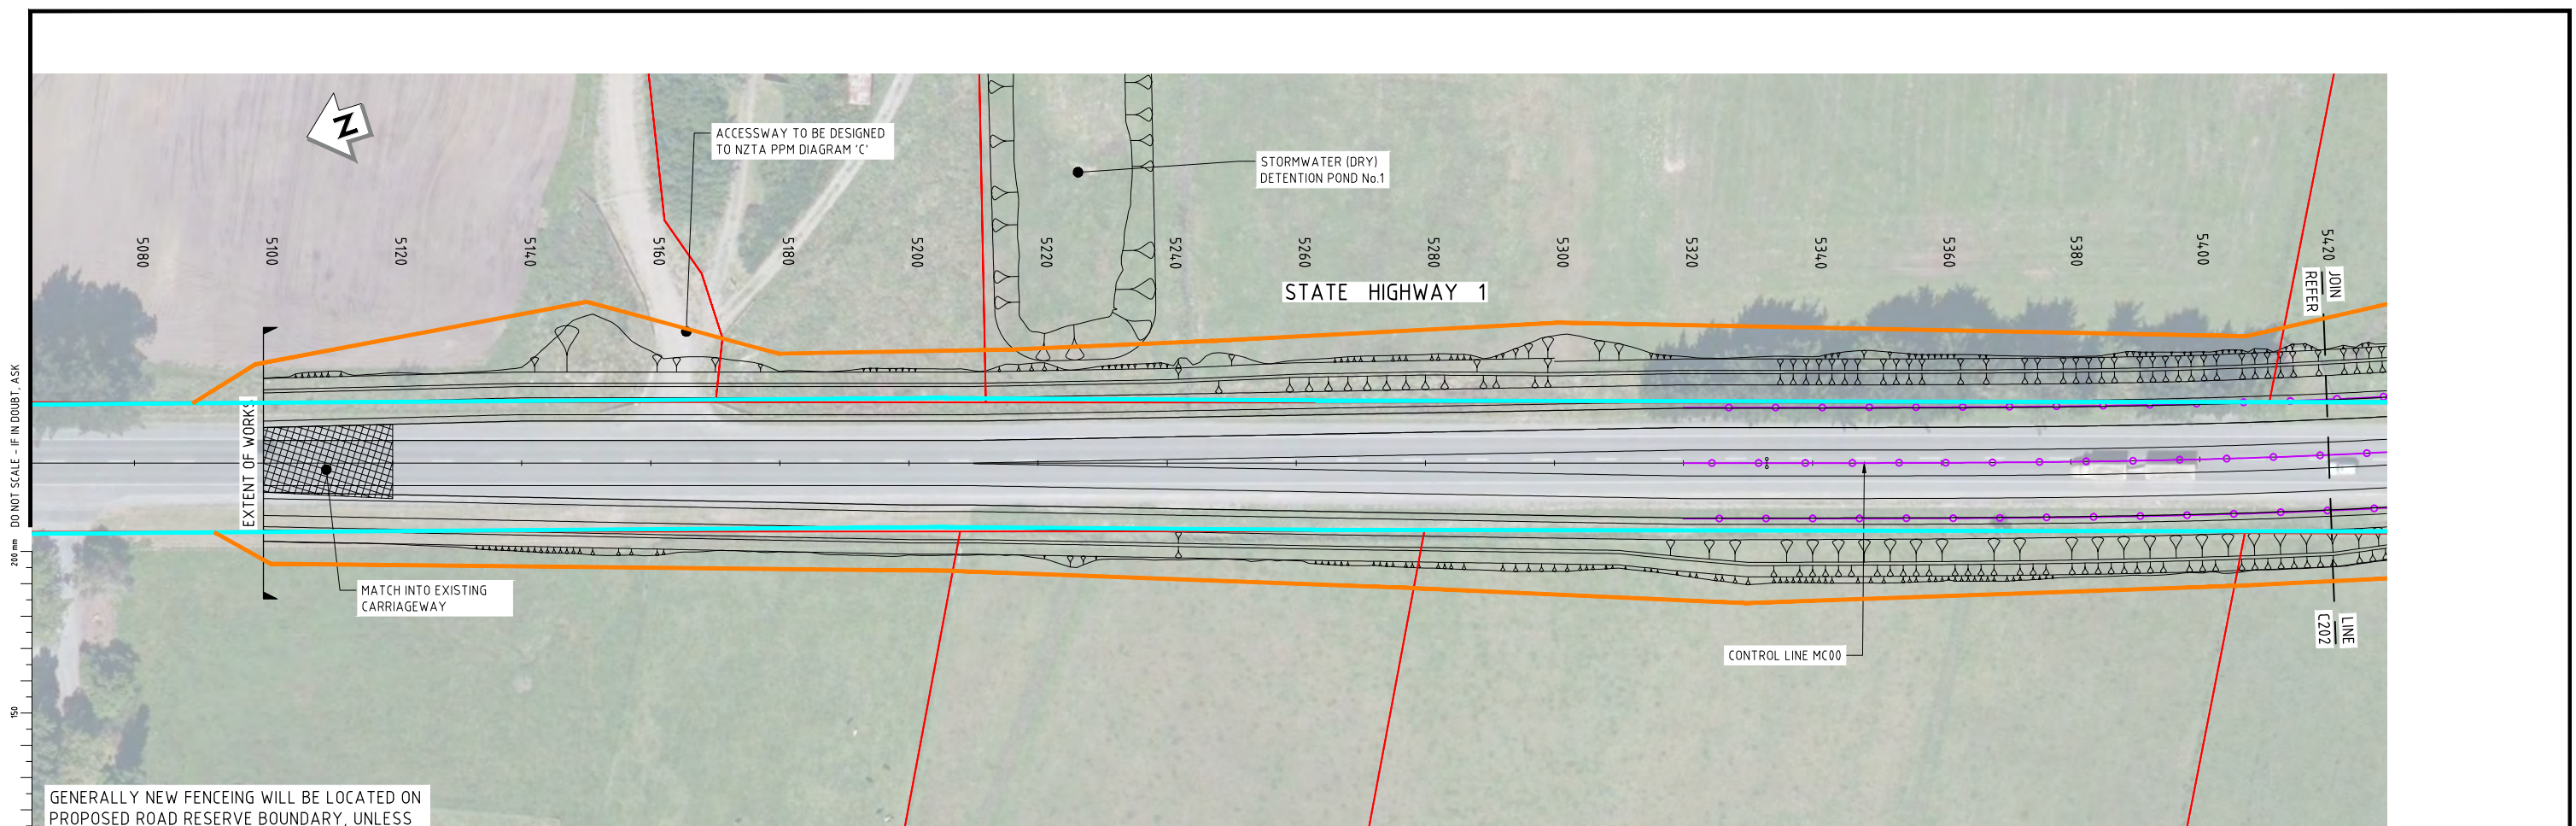 N
ACCESSWAY TO BE DESIGNED
TO NZTA PPM DIAGRAM 'C'
STORMWATER (DRY)
DETENTION POND No.1
5080
5100
5120
5140
5160
5180
5200
5220
5240
5260
5280
5300
5320
5340
5360
5380
5400
5420
STATE HIGHWAY 1
JOIN
REFER
EXTENT OF WORKS
DO NOT SCALE - IF IN DOUBT, ASK
200 mm
150
MATCH INTO EXISTING
CARRIAGEWAY
CONTROL LINE MC00
LINE
C202
GENERALLY NEW FENCEING WILL BE LOCATED ON
PROPOSED ROAD RESERVE BOUNDARY, UNLESS